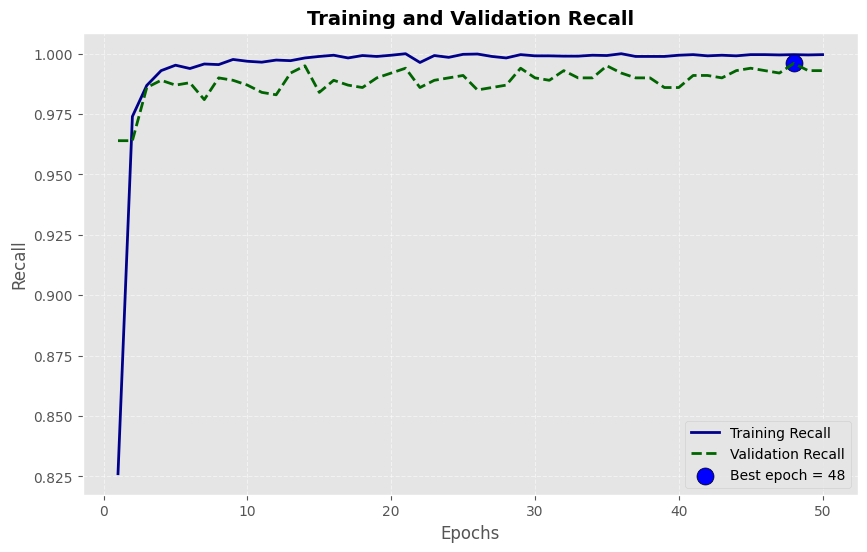 Training and Validation Recall
1.000
0.975
0.950
0.925
0.900
0.875
0.850
0.825
Recall
0
10
20
30
40
50
Epochs
Training Recall
Validation Recall
Best epoch = 48